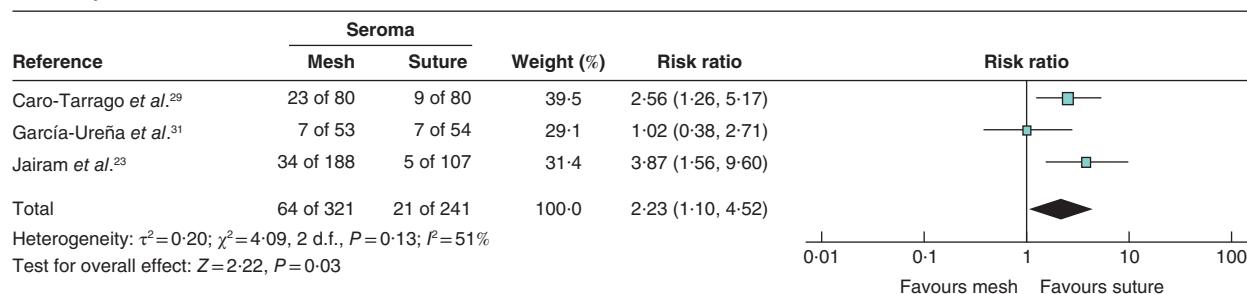 Seroma
Reference Mesh Suture Weight (%) Risk ratio Risk ratio
Caro-Tarrago et al.²⁹ 23 of 80 9 of 80 39·5 2·56 (1·26, 5·17)
García-Ureña et al.³¹ 7 of 53 7 of 54 29·1 1·02 (0·38, 2·71)
Jairam et al.²³ 34 of 188 5 of 107 31·4 3·87 (1·56, 9·60)
Total 64 of 321 21 of 241 100·0 2·23 (1·10, 4·52)
Heterogeneity: τ²=0·20; χ²=4·09, 2 d.f., P=0·13; I²=51%
Test for overall effect: Z=2·22, P=0·03
0·01 0·1 1 10 100
Favours mesh Favours suture